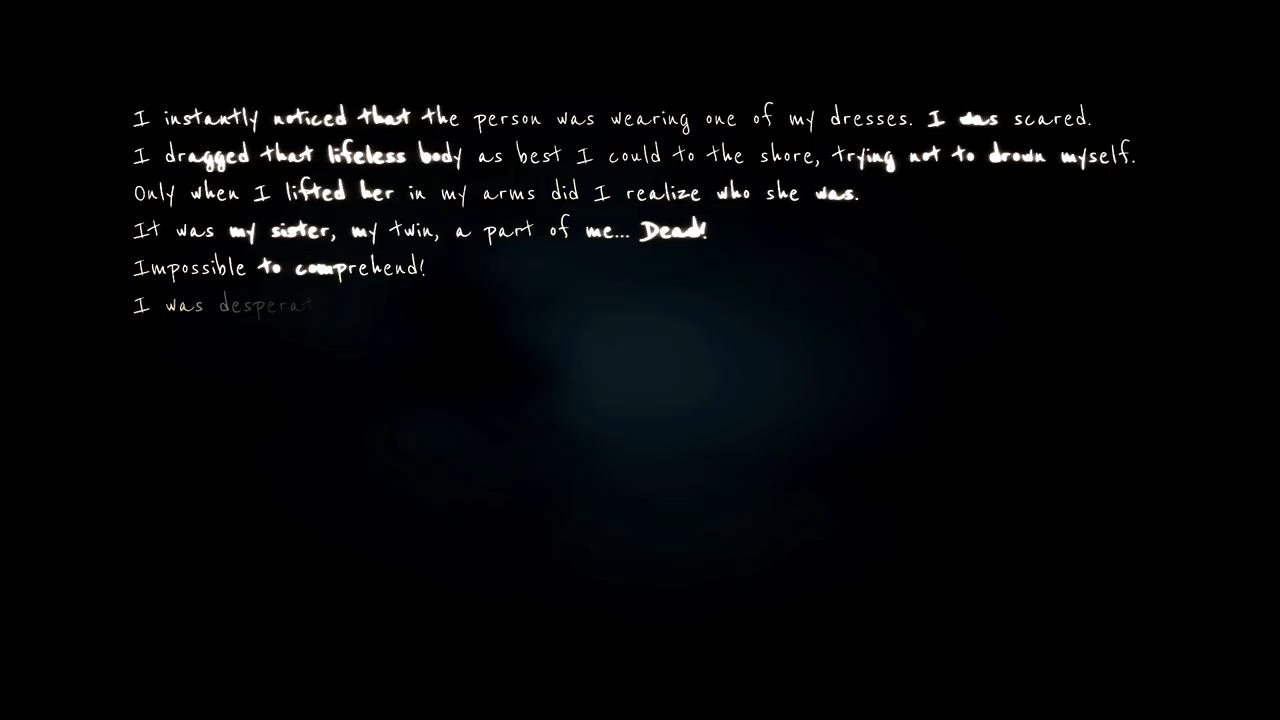 I instantly noticed that the person was wearing one of my dresses. I was scared.
I dragged that lifeless body as best I could to the shore, trying not to drown myself.
Only when I lifted her in my arms did I realize who she was.
It was my sister, my twin, a part of me... Dead!
Impossible to comprehend!
I was desperat